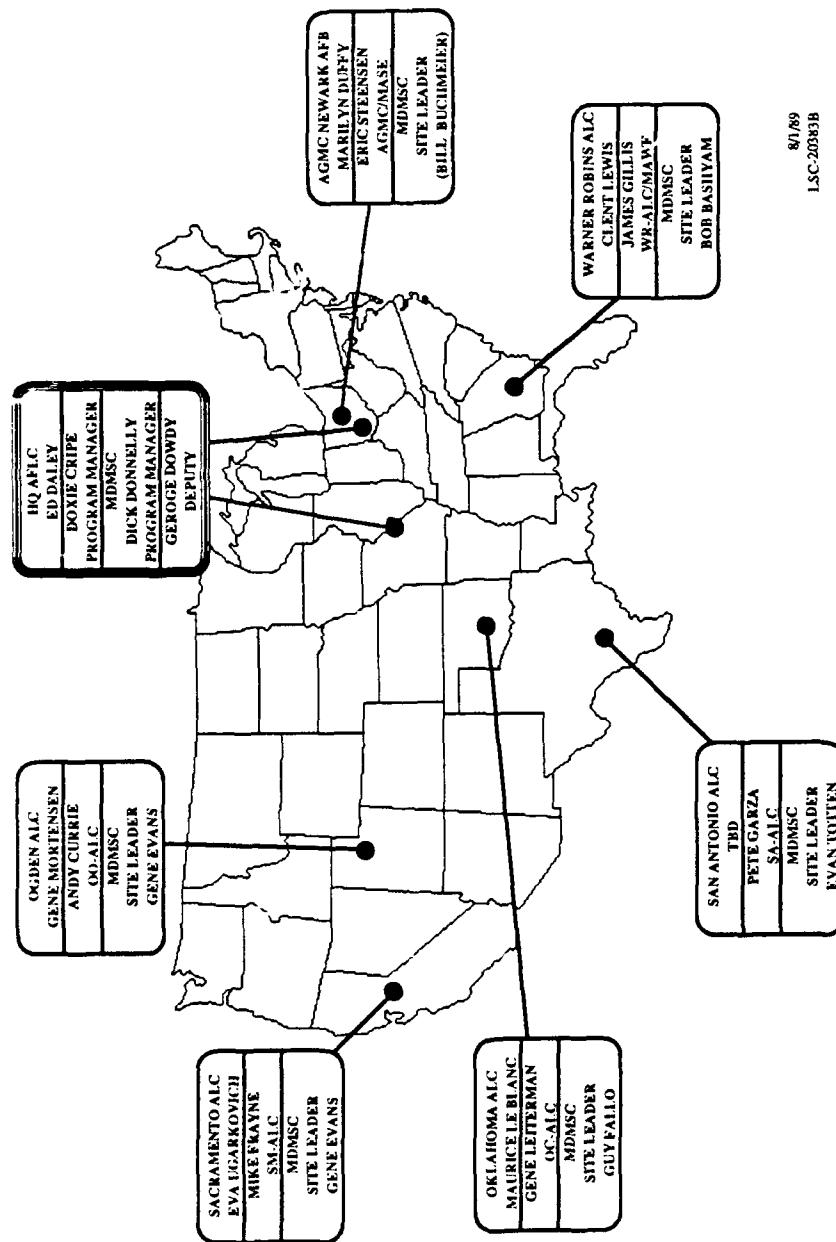 SACRAMENTO ALC
EVA UGARKOVICH
MIKE FRAYNE
SM-ALC
MDMSC
SITE LEADER
GENE EVANS
OGDEN ALC
GENE MORTENSEN
ANDY CURRIE
OO-ALC
MDMSC
SITE LEADER
GENE EVANS
HQ AFLC
ED DALEY
DOXIE CRIPE
PROGRAM MANAGER
MDMSC
DICK DONNELLY
PROGRAM MANAGER
GEROGE DOWDY
DEPUTY
AGMC NEWARK AFB
MARILYN DUFFY
ERIC STEENSEN
AGMC/MASE
MDMSC
SITE LEADER
(BILL BUCHMEIER)
OKLAHOMA ALC
MAURICE LE BLANC
GENE LEITERMAN
OC-ALC
MDMSC
SITE LEADER
GUY FALLO
SAN ANTONIO ALC
TBD
PETE GARZA
SA-ALC
MDMSC
SITE LEADER
EVAN TOTTEN
WARNER ROBINS ALC
CLENT LEWIS
JAMES GILLIS
WR-ALC/MAWF
MDMSC
SITE LEADER
BOB BASHYAM
8/1/89
LSC-20383B